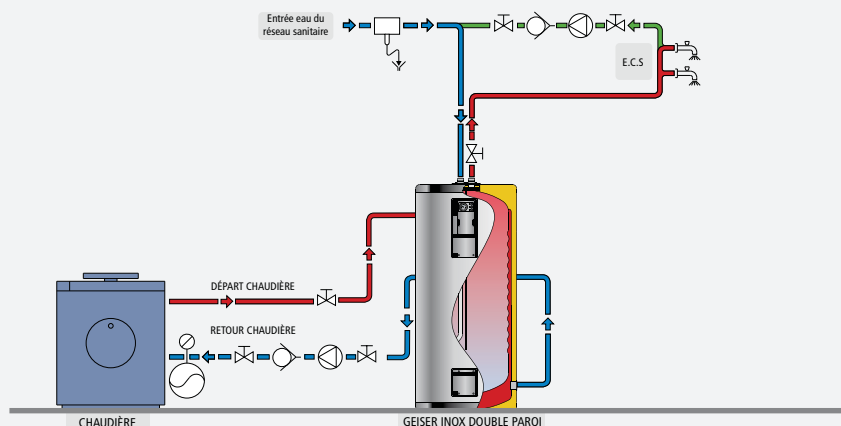 Entrée eau du
réseau sanitaire
E.C.S
DÉPART CHAUDIÈRE
RETOUR CHAUDIÈRE
CHAUDIÈRE
GEISER INOX DOUBLE PAROI